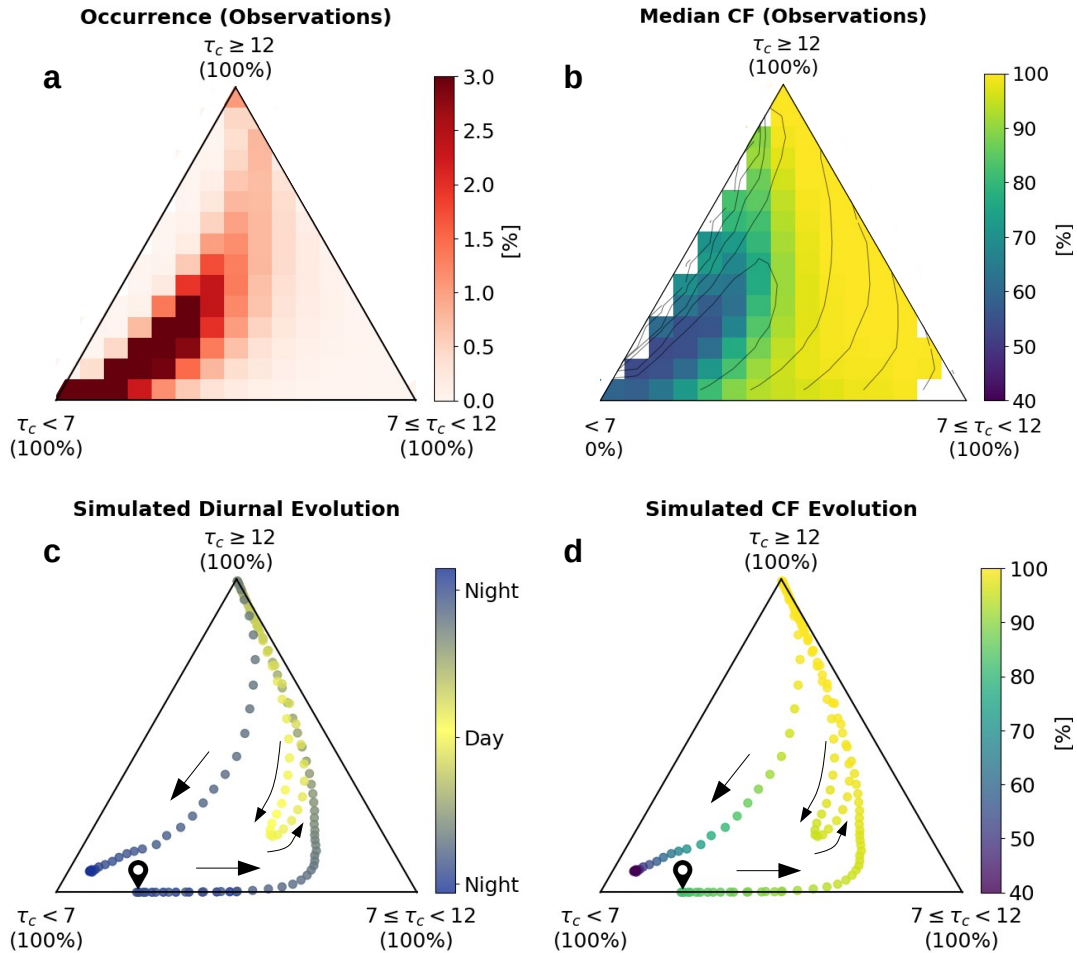 Occurrence (Observations)
τc ≥ 12
(100%)
a
3.0
2.5
2.0
1.5
1.0
0.5
0.0
[%]
τc < 7
(100%)
7 ≤ τc < 12
(100%)
Median CF (Observations)
τc ≥ 12
(100%)
b
100
90
80
70
60
50
40
[%]
< 7
0%)
7 ≤ τc < 12
(100%)
Simulated Diurnal Evolution
τc ≥ 12
(100%)
c
Night
Day
Night
τc < 7
(100%)
7 ≤ τc < 12
(100%)
Simulated CF Evolution
τc ≥ 12
(100%)
d
100
90
80
70
60
50
40
[%]
τc < 7
(100%)
7 ≤ τc < 12
(100%)